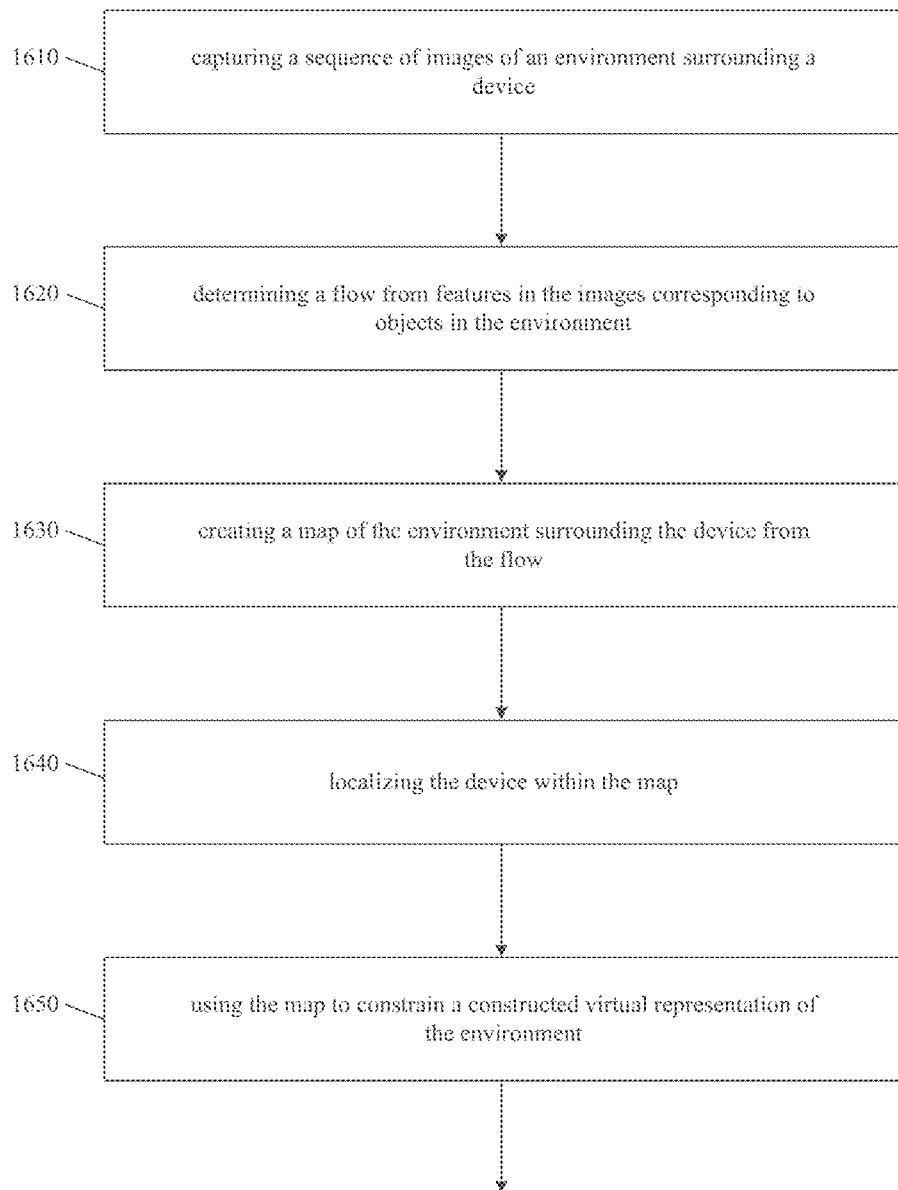 1610
capturing a sequence of images of an environment surrounding a
device
1620
determining a flow from features in the images corresponding to
objects in the environment
1630
creating a map of the environment surrounding the device from
the flow
1640
localizing the device within the map
1650
using the map to constrain a constructed virtual representation of
the environment